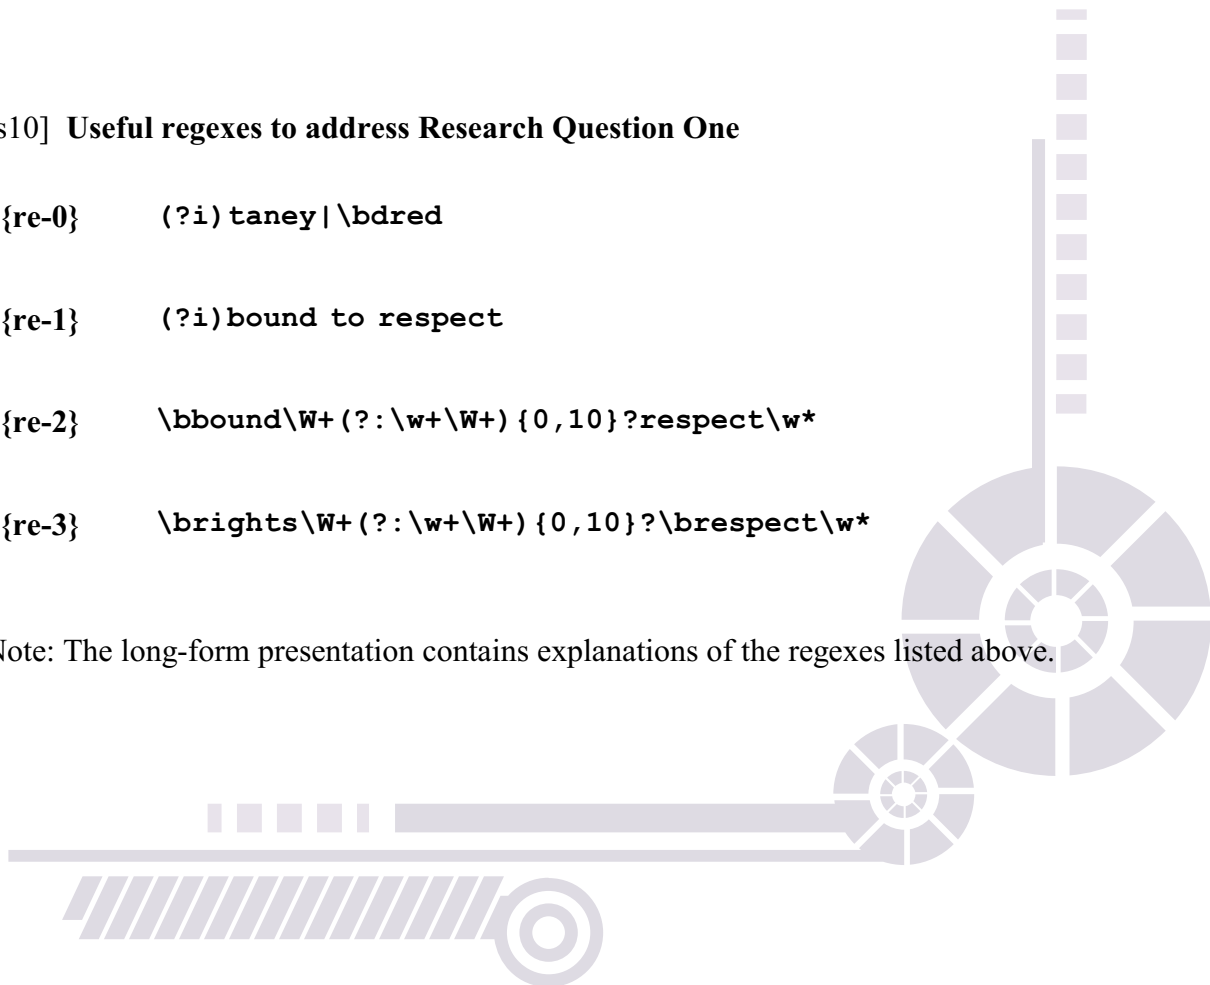 s10] Useful regexes to address Research Question One
{re-0} (?i)taney|\bdred
{re-1} (?i)bound to respect
{re-2} \bbound\W+(?:\w+\W+){0,10}?respect\w*
{re-3} \brights\W+(?:\w+\W+){0,10}?\brespect\w*
Note: The long-form presentation contains explanations of the regexes listed above.